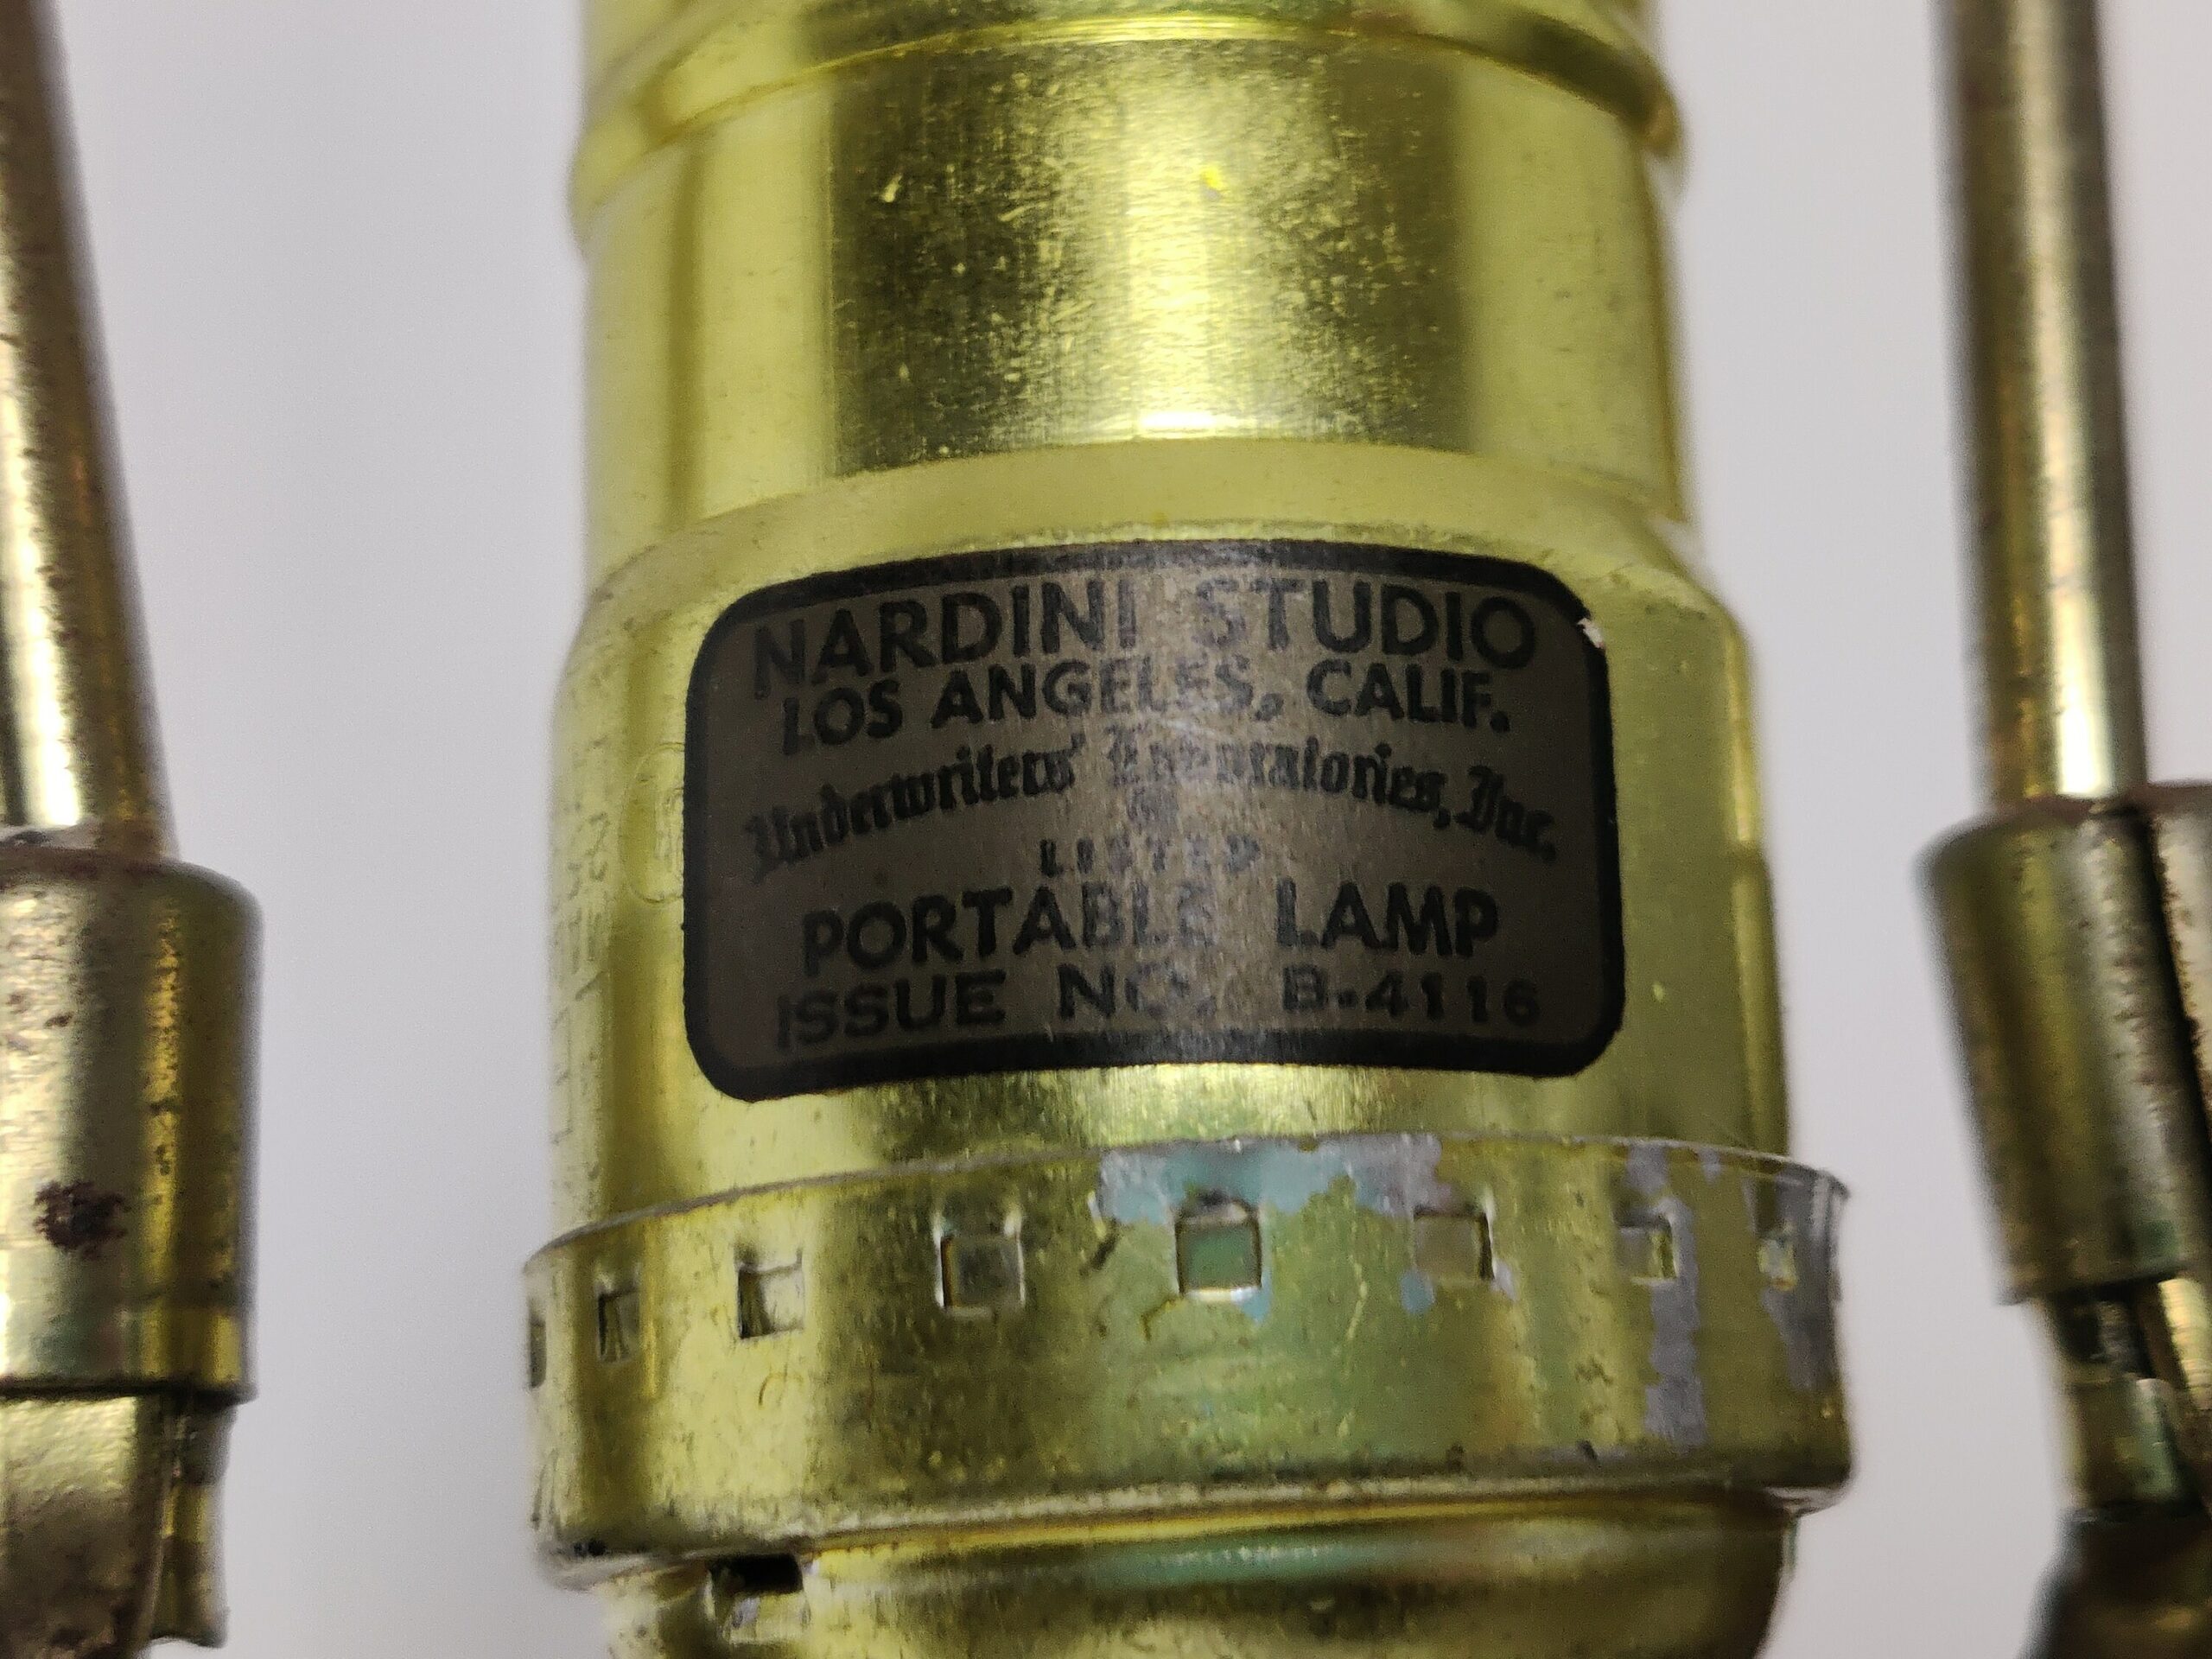 NARDINI STUDIO
LOS ANGELES, CALIF.
Underwriters' Laboratories, Inc.
LISTED
PORTABLE LAMP
ISSUE NO. B-4116